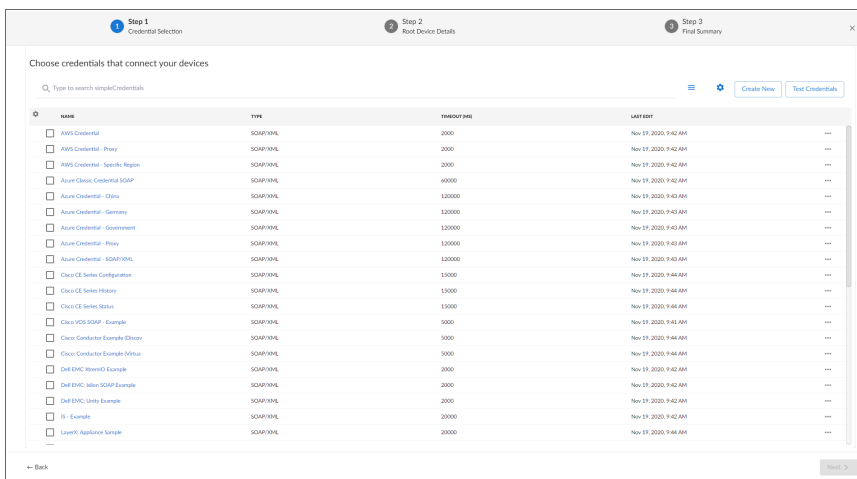 1 Step 1 Credential Selection
2 Step 2 Root Device Details
3 Step 3 Final Summary
Choose credentials that connect your devices
Type to search simpleCredentials
Create New
Test Credentials
NAME TYPE TIMEOUT [MS] LAST EDIT
AWS Credential SOAP/XML 2000 Nov 19, 2020, 9:42 AM
AWS Credential - Proxy SOAP/XML 2000 Nov 19, 2020, 9:42 AM
AWS Credential - Specific Region SOAP/XML 2000 Nov 19, 2020, 9:42 AM
Azure Classic Credential SOAP SOAP/XML 60000 Nov 19, 2020, 9:42 AM
Azure Credential - China SOAP/XML 120000 Nov 19, 2020, 9:43 AM
Azure Credential - Germany SOAP/XML 120000 Nov 19, 2020, 9:43 AM
Azure Credential - Government SOAP/XML 120000 Nov 19, 2020, 9:43 AM
Azure Credential - Proxy SOAP/XML 120000 Nov 19, 2020, 9:43 AM
Azure Credential - SOAP/XML SOAP/XML 120000 Nov 19, 2020, 9:43 AM
Cisco CE Series Configuration SOAP/XML 15000 Nov 19, 2020, 9:44 AM
Cisco CE Series History SOAP/XML 15000 Nov 19, 2020, 9:44 AM
Cisco CE Series Status SOAP/XML 15000 Nov 19, 2020, 9:44 AM
Cisco VOS SOAP - Example SOAP/XML 5000 Nov 19, 2020, 9:41 AM
Cisco: Conductor Example (Discov SOAP/XML 5000 Nov 19, 2020, 9:44 AM
Cisco: Conductor Example (Virtua SOAP/XML 5000 Nov 19, 2020, 9:44 AM
Dell EMC XtremIO Example SOAP/XML 2000 Nov 19, 2020, 9:42 AM
Dell EMC: Isilon SOAP Example SOAP/XML 2000 Nov 19, 2020, 9:42 AM
Dell EMC: Unity Example SOAP/XML 2000 Nov 19, 2020, 9:42 AM
IS - Example SOAP/XML 20000 Nov 19, 2020, 9:42 AM
LayerX: Appliance Sample SOAP/XML 20000 Nov 19, 2020, 9:44 AM
← Back
Next >